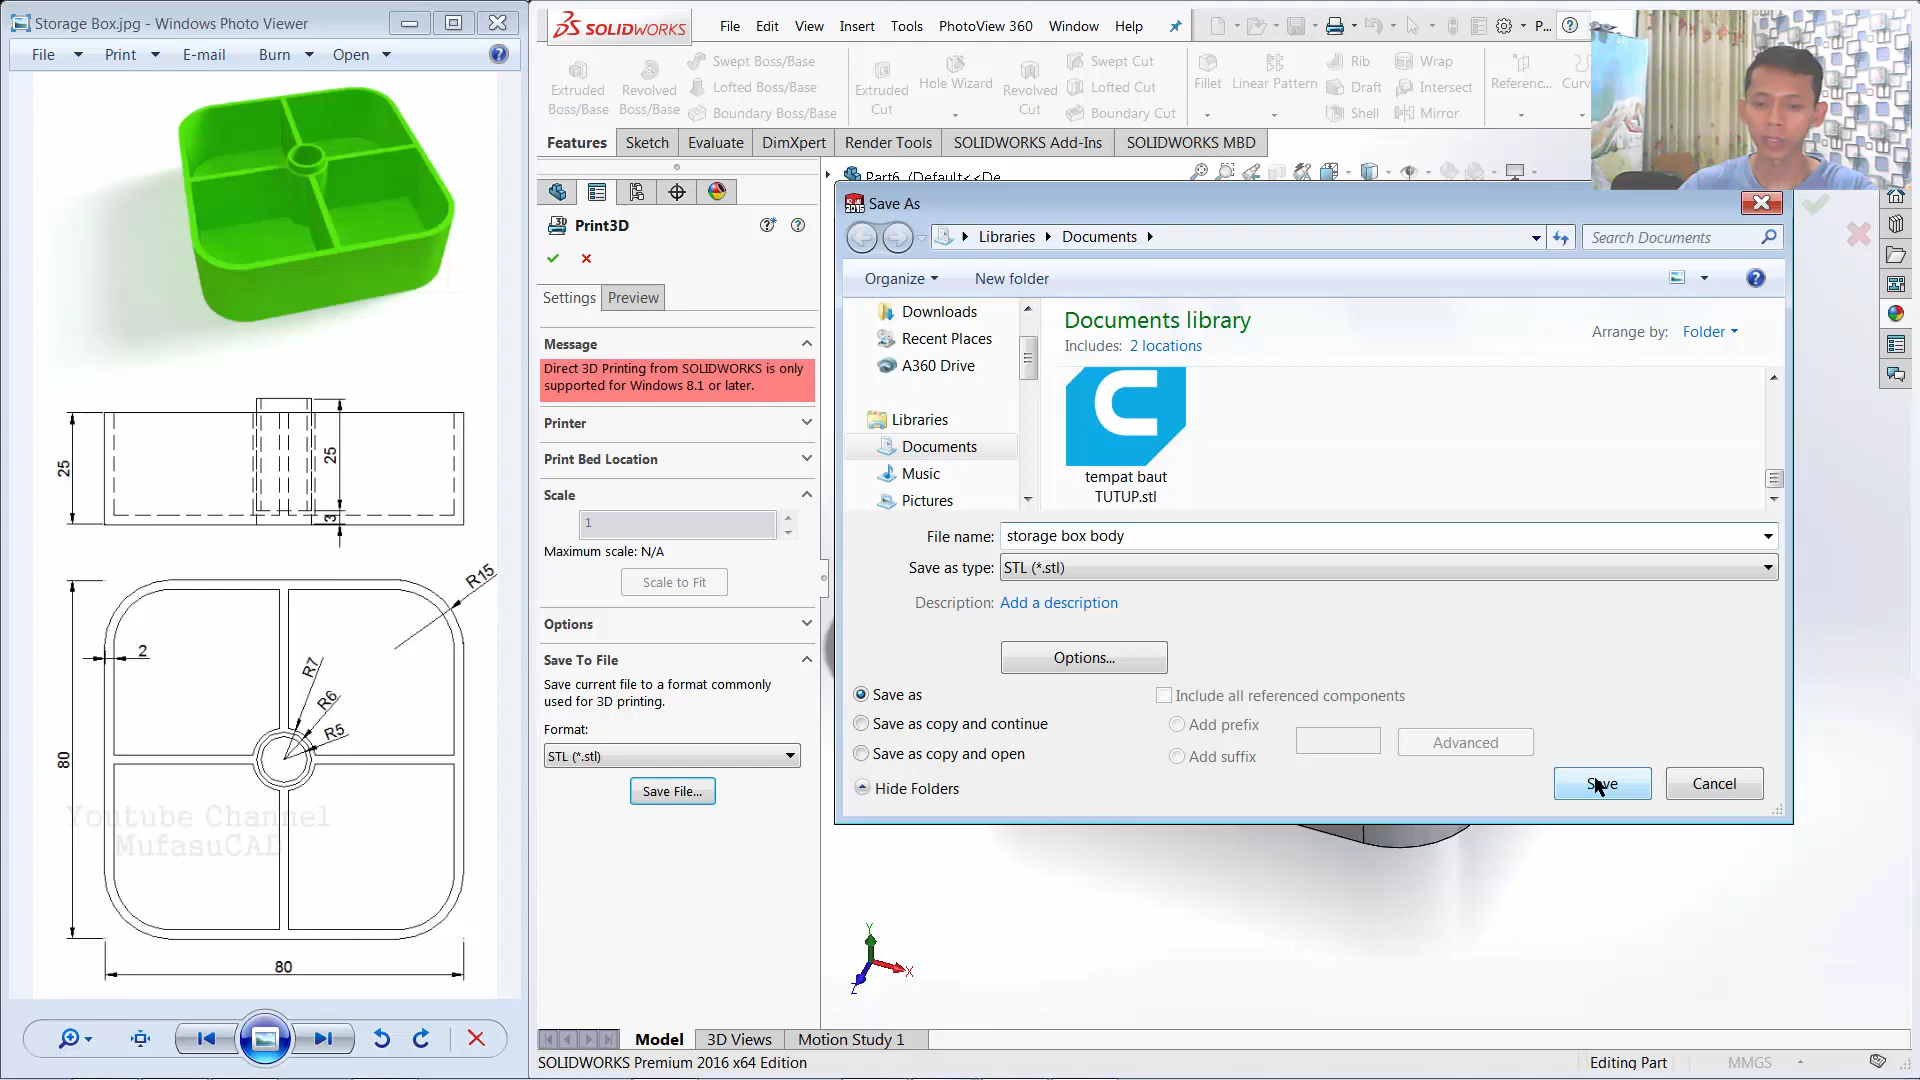 Storage Box.jpg - Windows Photo Viewer
File Print E-mail Burn Open
25
25
3
R15
2
R7
R6
R5
80
80
Youtube Channel
MufasuCAD
SOLIDWORKS File Edit View Insert Tools PhotoView 360 Window Help P...
Extruded Boss/Base
Revolved Boss/Base
Swept Boss/Base
Lofted Boss/Base
Boundary Boss/Base
Extruded Cut
Hole Wizard
Revolved Cut
Swept Cut
Lofted Cut
Boundary Cut
Fillet
Linear Pattern
Rib
Draft
Shell
Wrap
Intersect
Mirror
Referenc...
Curv
Features Sketch Evaluate DimXpert Render Tools SOLIDWORKS Add-Ins SOLIDWORKS MBD
Part6 (Default<<De...
Print3D
Settings Preview
Message
Direct 3D Printing from SOLIDWORKS is only
supported for Windows 8.1 or later.
Printer
Print Bed Location
Scale
1
Maximum scale: N/A
Scale to Fit
Options
Save To File
Save current file to a format commonly
used for 3D printing.
Format:
STL (*.stl)
Save File...
Save As
Libraries Documents
Search Documents
Organize New folder
Downloads
Recent Places
A360 Drive
Libraries
Documents
Music
Pictures
Documents library
Includes: 2 locations
Arrange by: Folder
tempat baut
TUTUP.stl
File name: storage box body
Save as type: STL (*.stl)
Description: Add a description
Options...
Save as
Save as copy and continue
Save as copy and open
Include all referenced components
Add prefix
Add suffix
Advanced
Hide Folders
Save Cancel
Y
X
Z
Model 3D Views Motion Study 1
SOLIDWORKS Premium 2016 x64 Edition
Editing Part MMGS